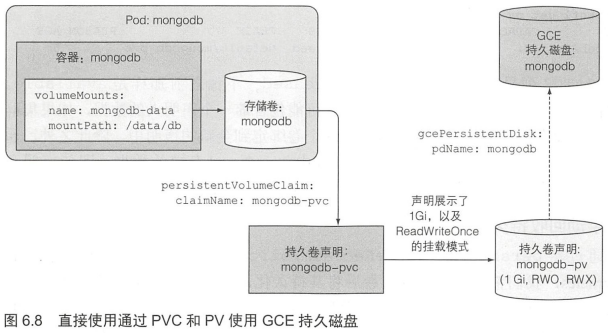 Pod: mongodb
容器：mongodb
volumeMounts:
name: mongodb-data
mountPath: /data/db
存储卷：
mongodb
GCE
持久磁盘：
mongodb
gcePersistentDisk:
pdName: mongodb
persistentVolumeClaim:
claimName: mongodb-pvc
声明展示了
1Gi，以及
ReadWriteOnce
的挂载模式
持久卷声明：
mongodb-pvc
持久卷声明：
mongodb-pv
(1 Gi, RWO, RWX)
图 6.8 直接使用通过 PVC 和 PV 使用 GCE 持久磁盘